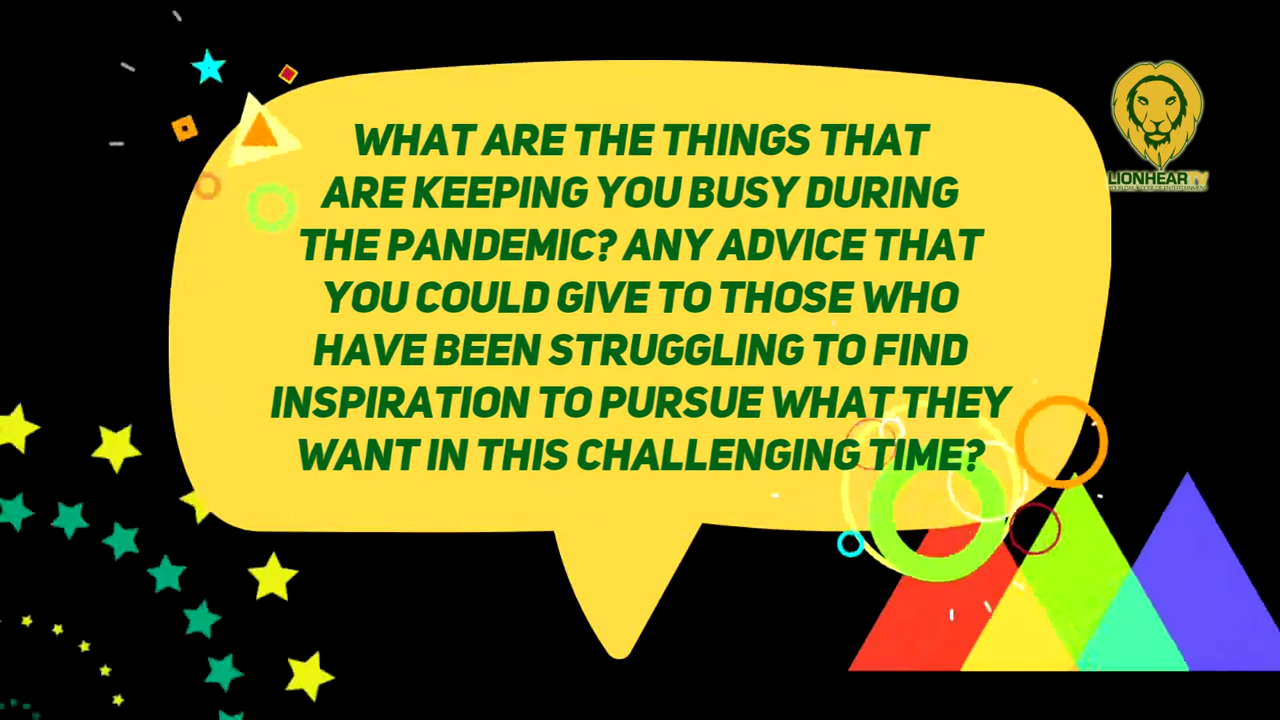 WHAT ARE THE THINGS THAT
ARE KEEPING YOU BUSY DURING
THE PANDEMIC? ANY ADVICE THAT
YOU COULD GIVE TO THOSE WHO
HAVE BEEN STRUGGLING TO FIND
INSPIRATION TO PURSUE WHAT THEY
WANT IN THIS CHALLENGING TIME?
LIONHEARTV